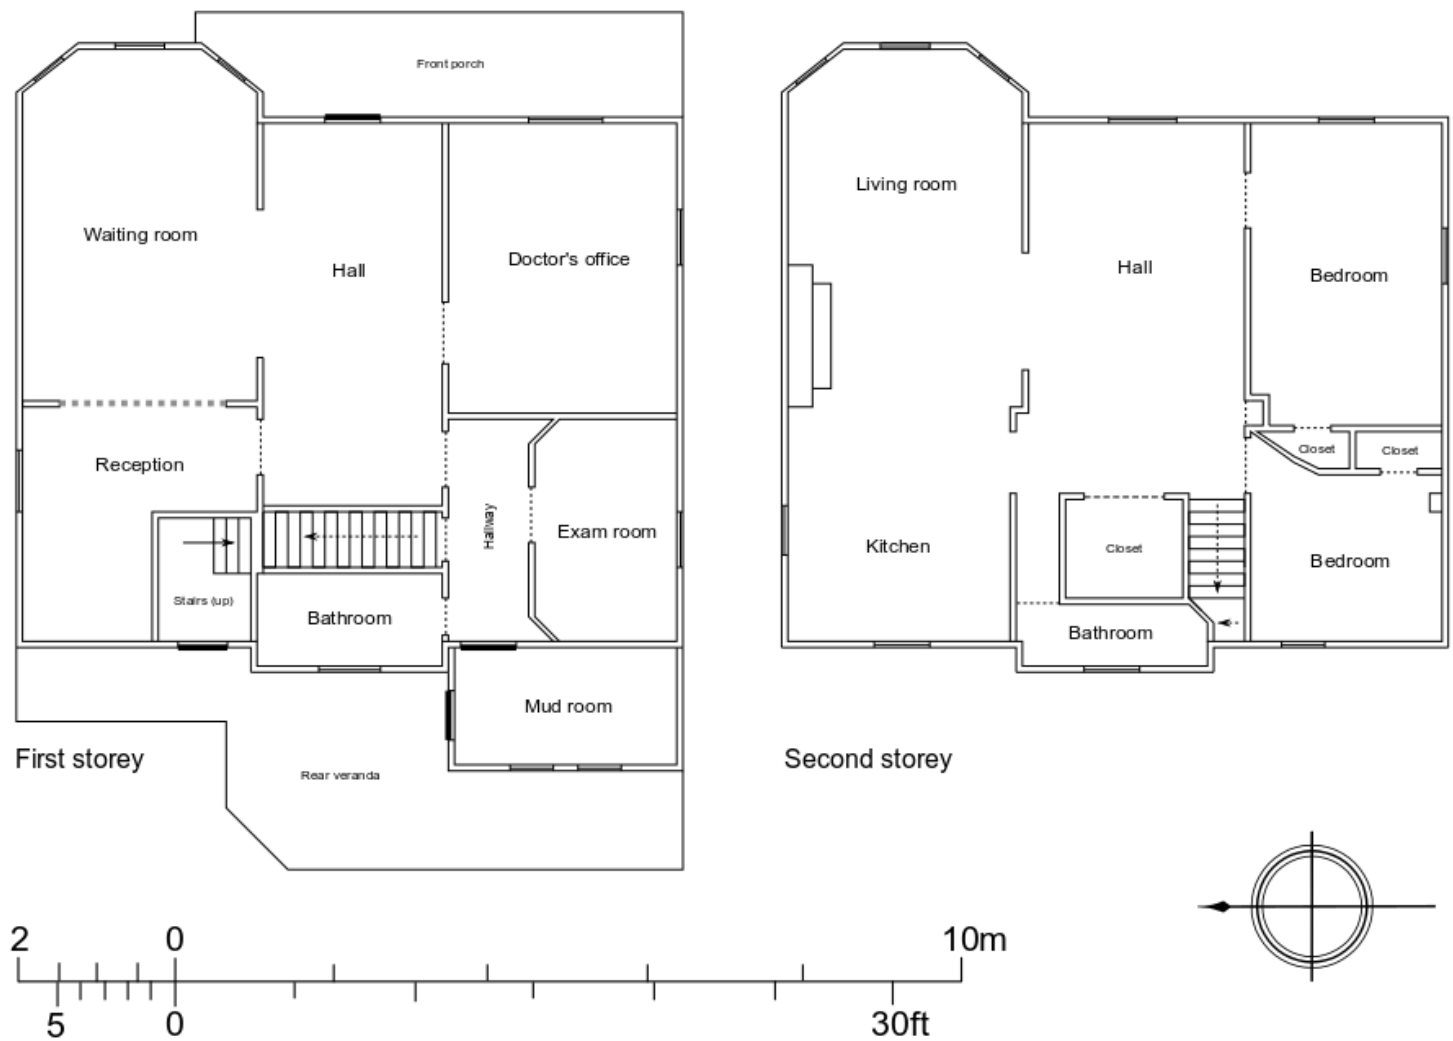 Front porch
Waiting room
Hall
Doctor's office
Reception
Hallway
Exam room
Stairs (up)
Bathroom
Mud room
Rear veranda
First storey
Living room
Hall
Bedroom
Closet
Closet
Kitchen
Closet
Bedroom
Bathroom
Second storey
2 0 10m
5 0 30ft